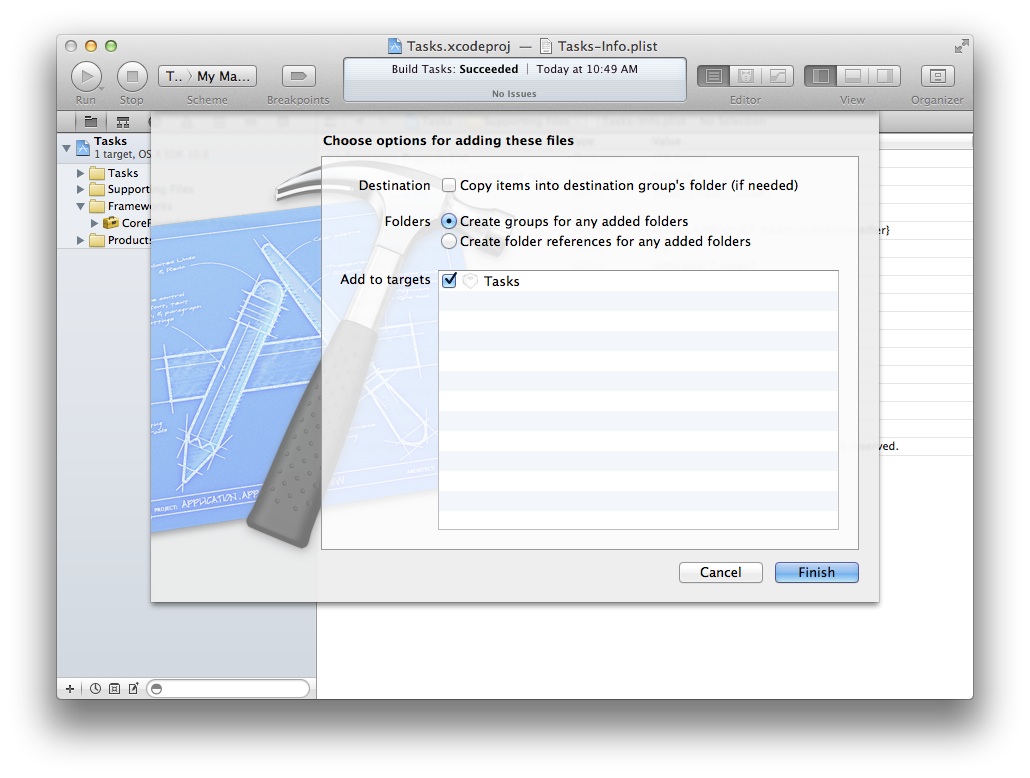 Tasks.xcodeproj — Tasks-Info.plist
T.. 〉 My Ma...
Build Tasks: Succeeded | Today at 10:49 AM
No Issues
Run
Stop
Scheme
Breakpoints
Editor
View
Organizer
Tasks
1 target, OS
Tasks
Supporting Files
Frameworks
CoreF
Products
Choose options for adding these files
Destination
Copy items into destination group's folder (if needed)
Folders
Create groups for any added folders
Create folder references for any added folders
Add to targets
Tasks
PROJECT: APPLICATION.APP
Cancel
Finish